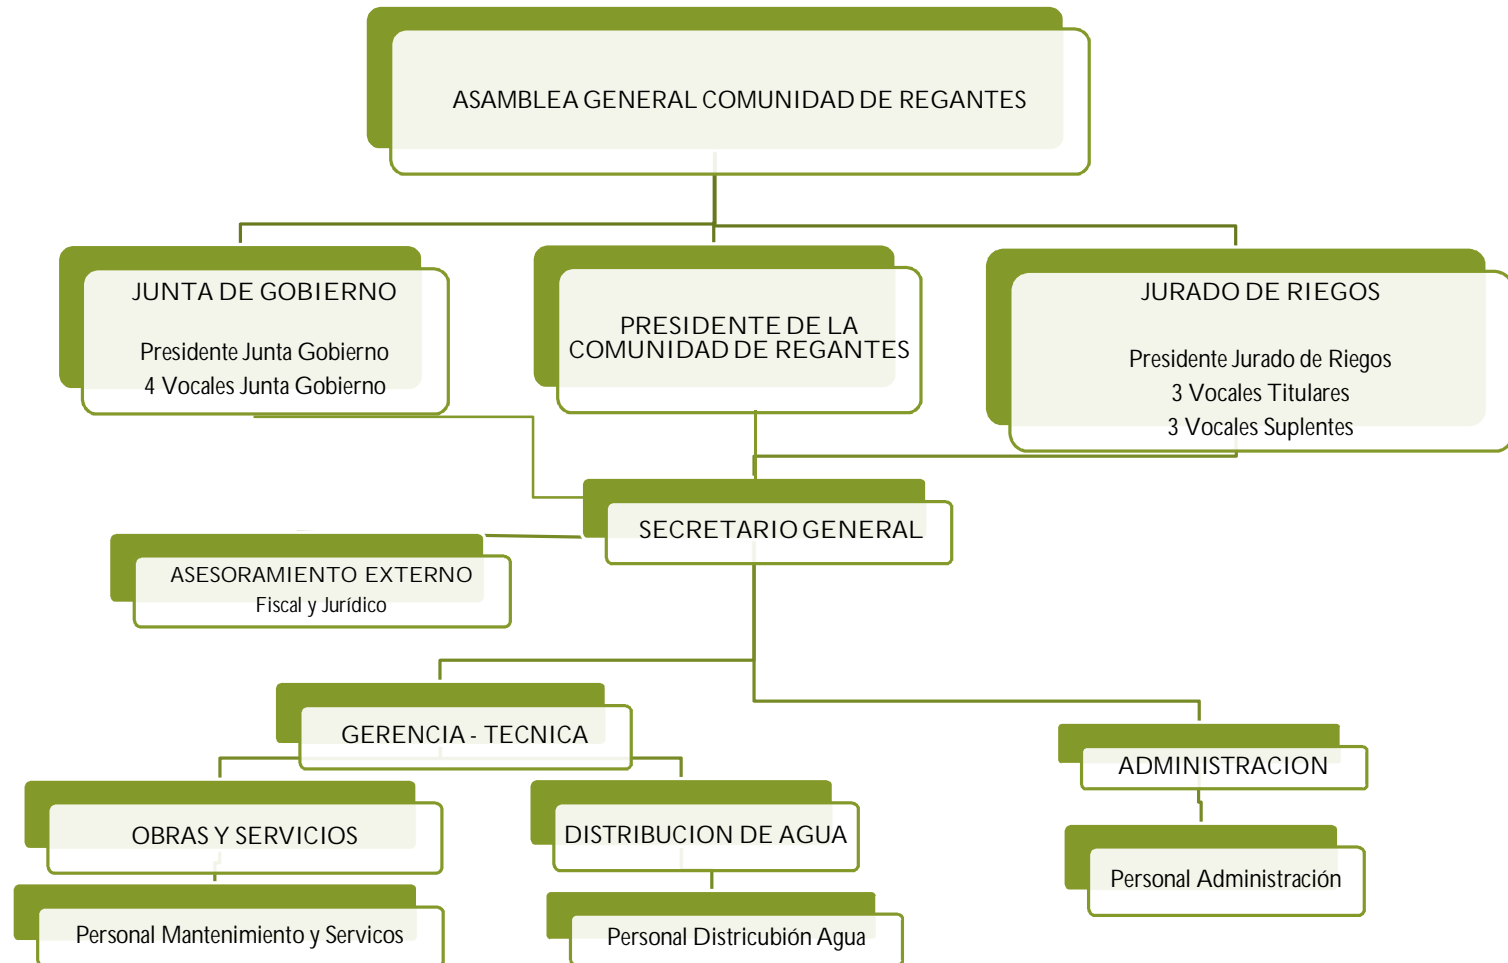 ASAMBLEA GENERAL COMUNIDAD DE REGANTES
JUNTA DE GOBIERNO
Presidente Junta Gobierno
4 Vocales Junta Gobierno
PRESIDENTE DE LA
COMUNIDAD DE REGANTES
JURADO DE RIEGOS
Presidente Jurado de Riegos
3 Vocales Titulares
3 Vocales Suplentes
SECRETARIO GENERAL
ASESORAMIENTO EXTERNO
Fiscal y Jurídico
GERENCIA - TECNICA
ADMINISTRACION
OBRAS Y SERVICIOS
DISTRIBUCION DE AGUA
Personal Administración
Personal Mantenimiento y Servicos
Personal Districubión Agua